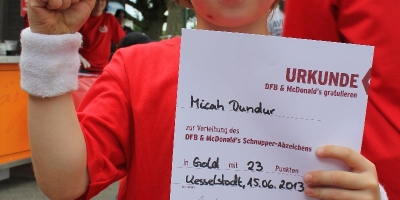 URKUNDE
DFB & McDonald's gratulieren
Micah Dundur
zur Verleihung des
DFB & McDonald's Schnupper-Abzeichens
in Gold mit 23 Punkten
Kesselstadt, 15.06.2013